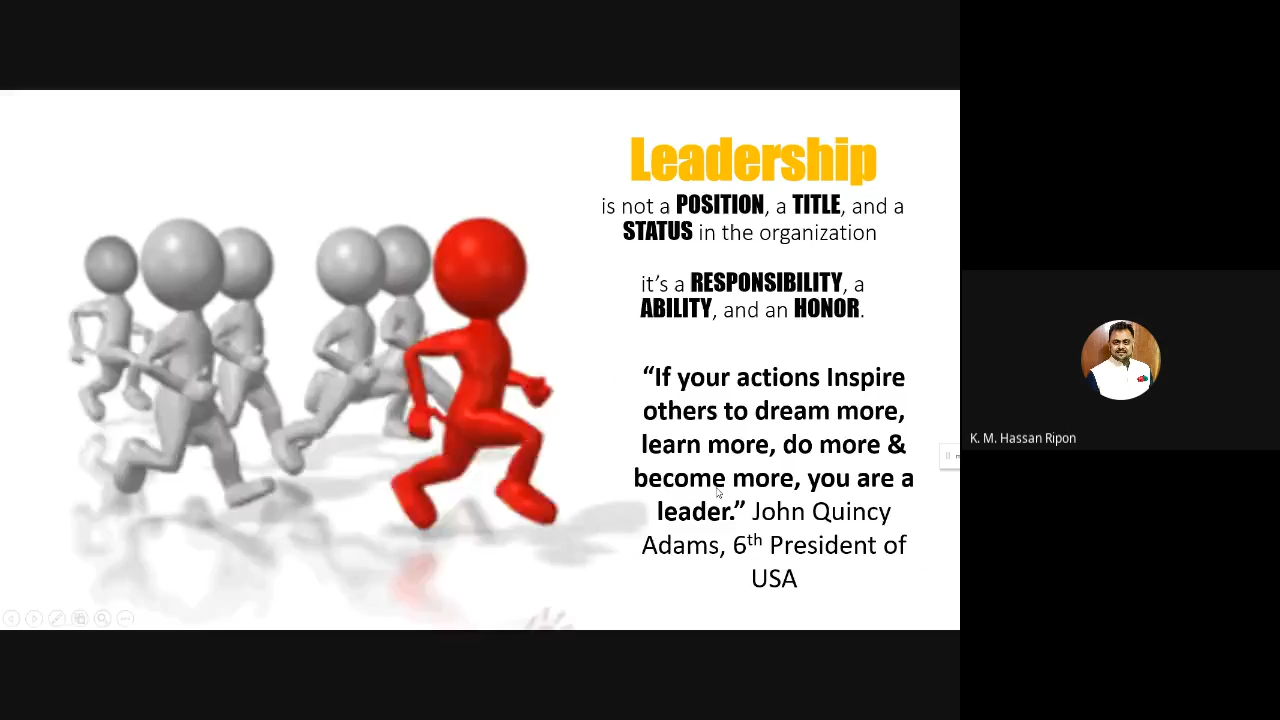 Leadership
is not a POSITION, a TITLE, and a
STATUS in the organization
it’s a RESPONSIBILITY, a
ABILITY, and an HONOR.
“If your actions Inspire
others to dream more,
learn more, do more &
become more, you are a
leader.” John Quincy
Adams, 6th President of
USA
K. M. Hassan Ripon